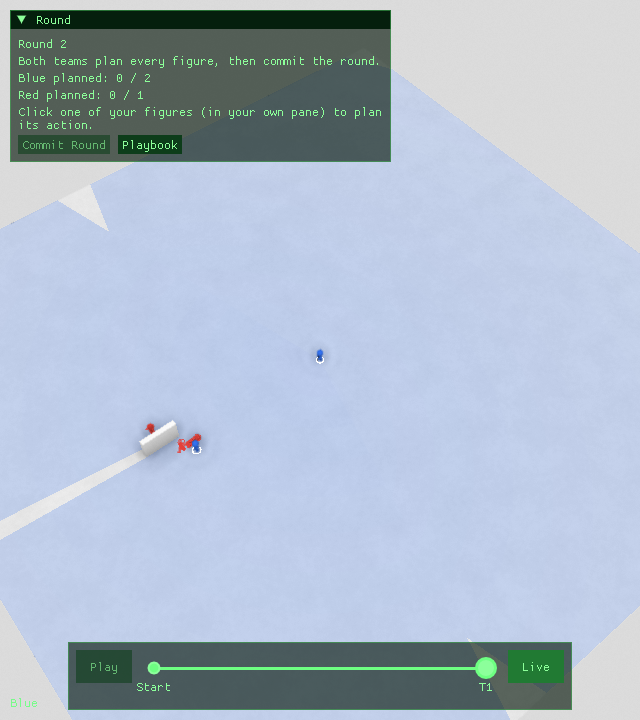 Round
Round 2
Both teams plan every figure, then commit the round.
Blue planned: 0 / 2
Red planned: 0 / 1
Click one of your figures (in your own pane) to plan
its action.
Commit Round
Playbook
Play
Start
T1
Live
Blue